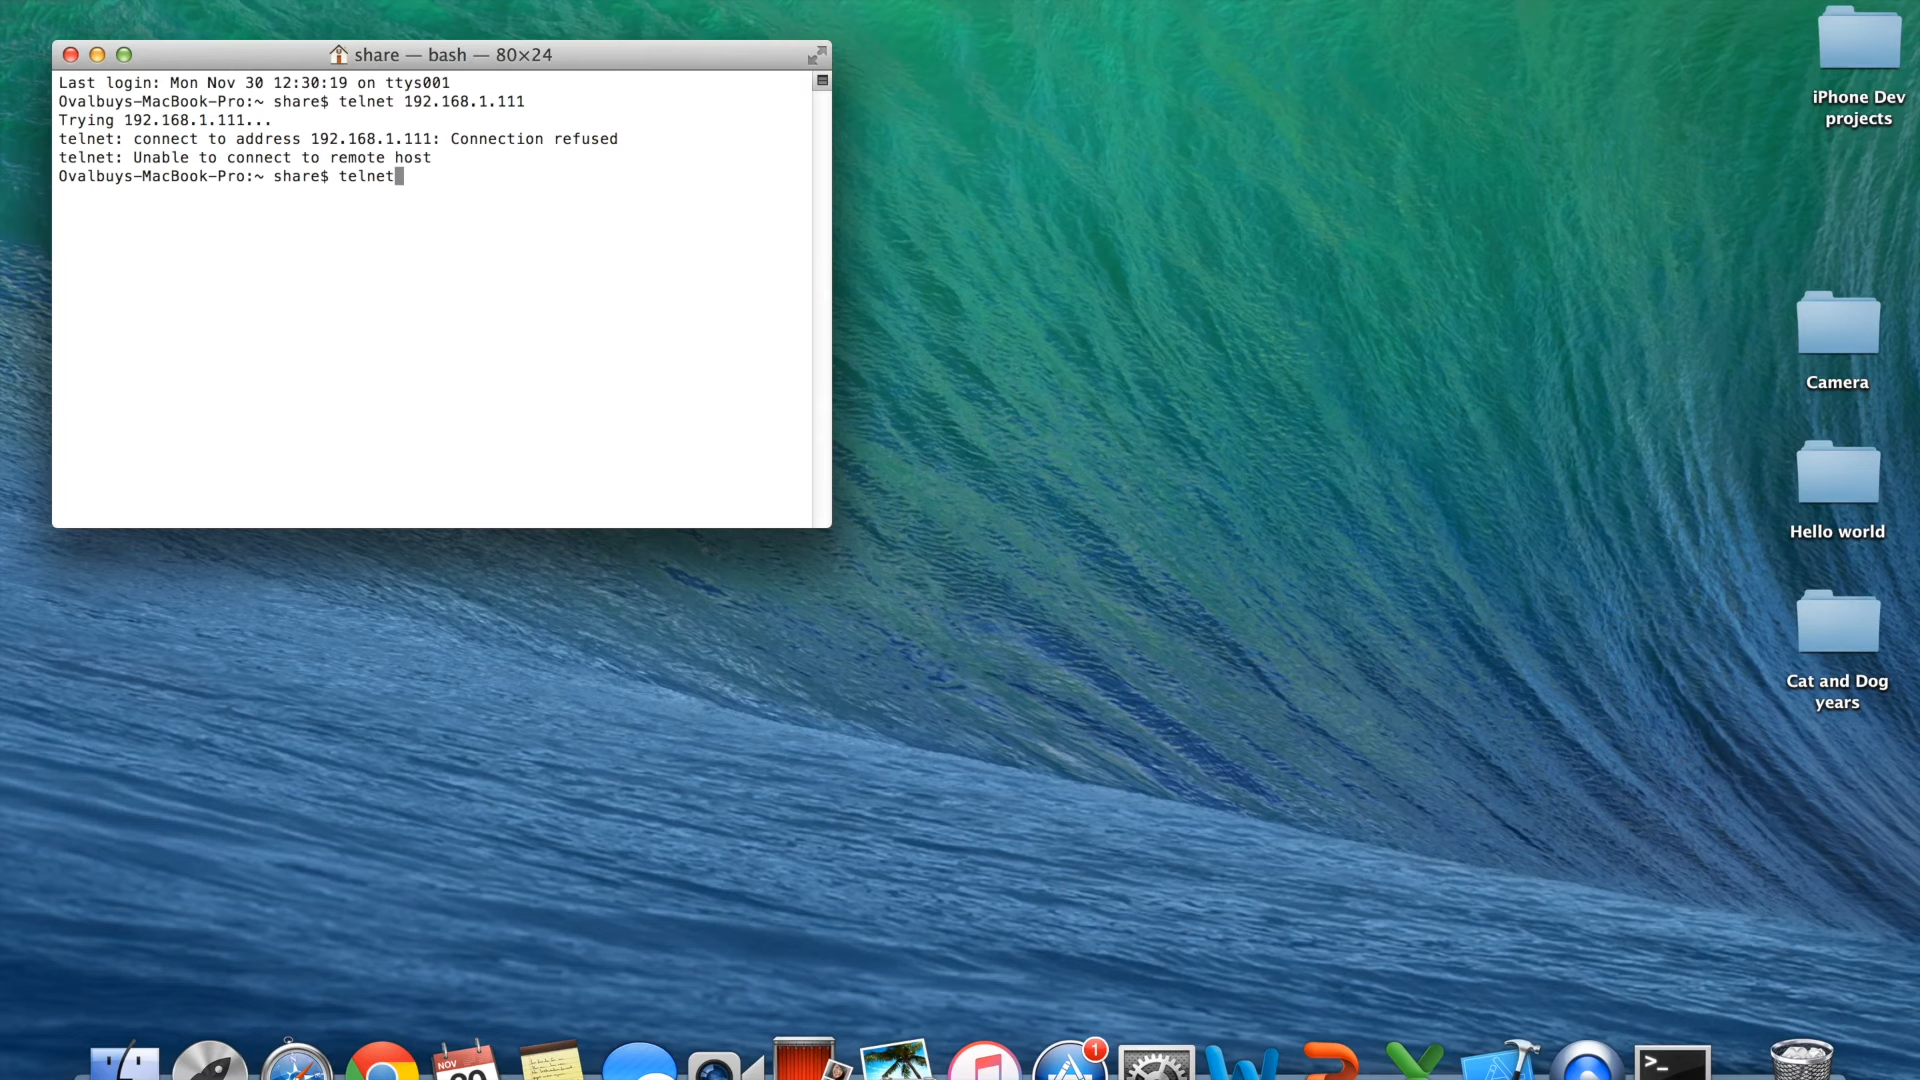 share — bash — 80×24
Last login: Mon Nov 30 12:30:19 on ttys001
Ovalbuys-MacBook-Pro:~ share$ telnet 192.168.1.111
Trying 192.168.1.111...
telnet: connect to address 192.168.1.111: Connection refused
telnet: Unable to connect to remote host
Ovalbuys-MacBook-Pro:~ share$ telnet
iPhone Dev
projects
Camera
Hello world
Cat and Dog
years
NOV
1
>_